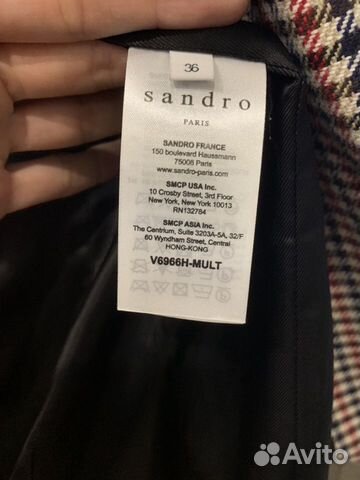 36
sandro
PARIS
SANDRO FRANCE
150 boulevard Haussmann
75008 Paris
www.sandro-paris.com
SMCP USA Inc.
10 Crosby Street, 3rd Floor
New York, New York 10013
RN132784
SMCP ASIA Inc.
The Centrium, Suite 3203A-5A, 32/F
60 Wyndham Street, Central
HONG-KONG
V6966H-MULT
Avito